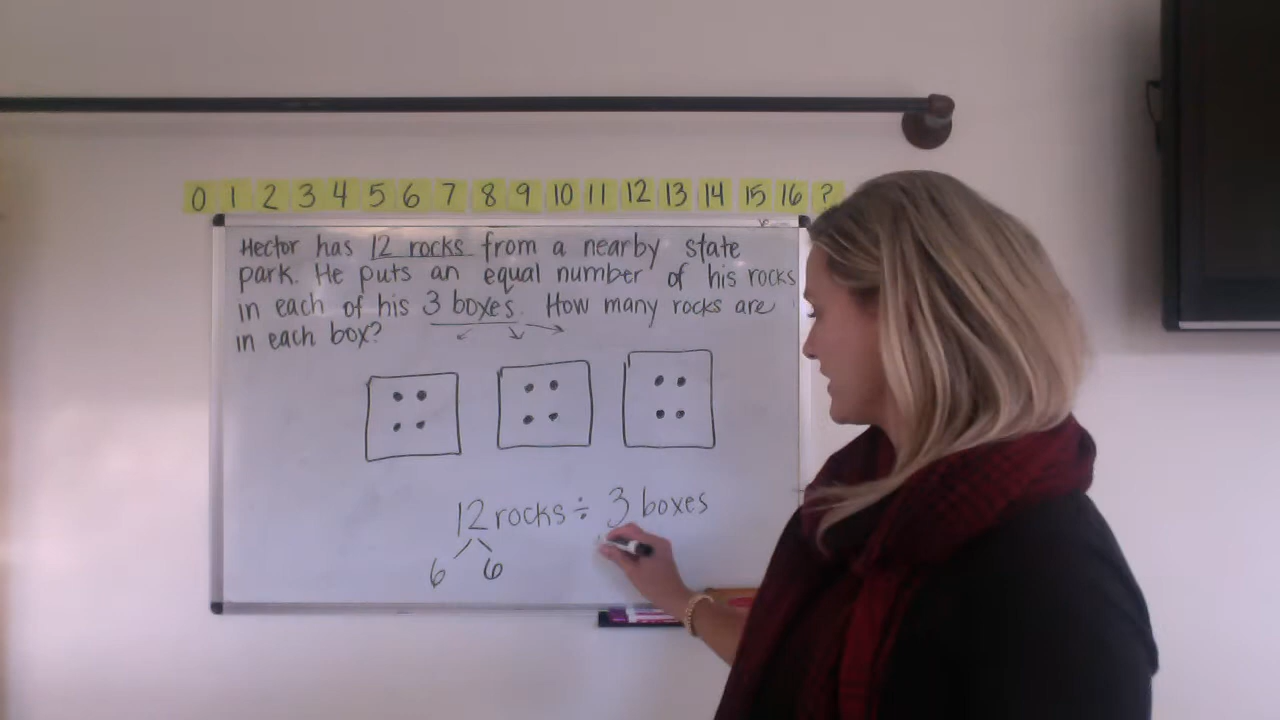 0 1 2 3 4 5 6 7 8 9 10 11 12 13 14 15 16 ?
Hector has 12 rocks from a nearby state
park. He puts an equal number of his rocks
in each of his 3 boxes. How many rocks are
in each box?
12 rocks ÷ 3 boxes
6 6